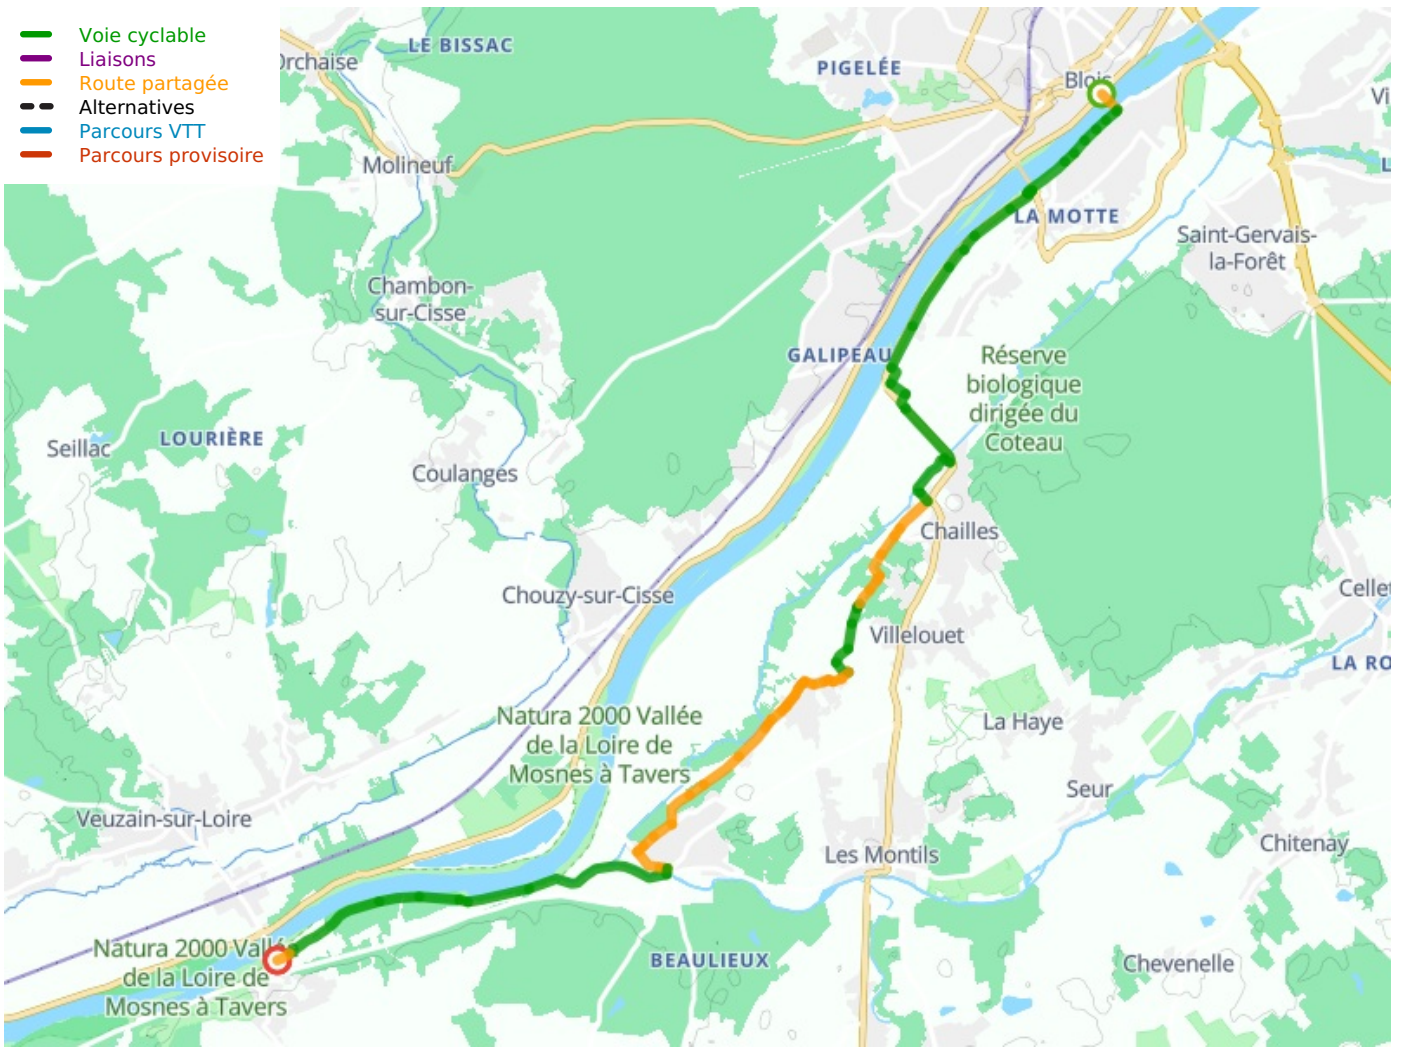 Voie cyclable
Liaisons
Route partagée
Alternatives
Parcours VTT
Parcours provisoire
LE BISSAC
Orchaise
PIGELÉE
Blois
Molineuf
LA MOTTE
Saint-Gervais-
la-Forêt
Chambon-
sur-Cisse
GALIPEAU
Réserve
biologique
dirigée du
Coteau
Seillac
LOURIÈRE
Coulanges
Chailles
Chouzy-sur-Cisse
Villelouet
LA RO
Natura 2000 Vallée
de la Loire de
Mosnes à Tavers
La Haye
Seur
Veuzain-sur-Loire
Les Montils
Chitenay
Natura 2000 Vallée
de la Loire de
Mosnes à Tavers
BEAULIEUX
Chevenelle